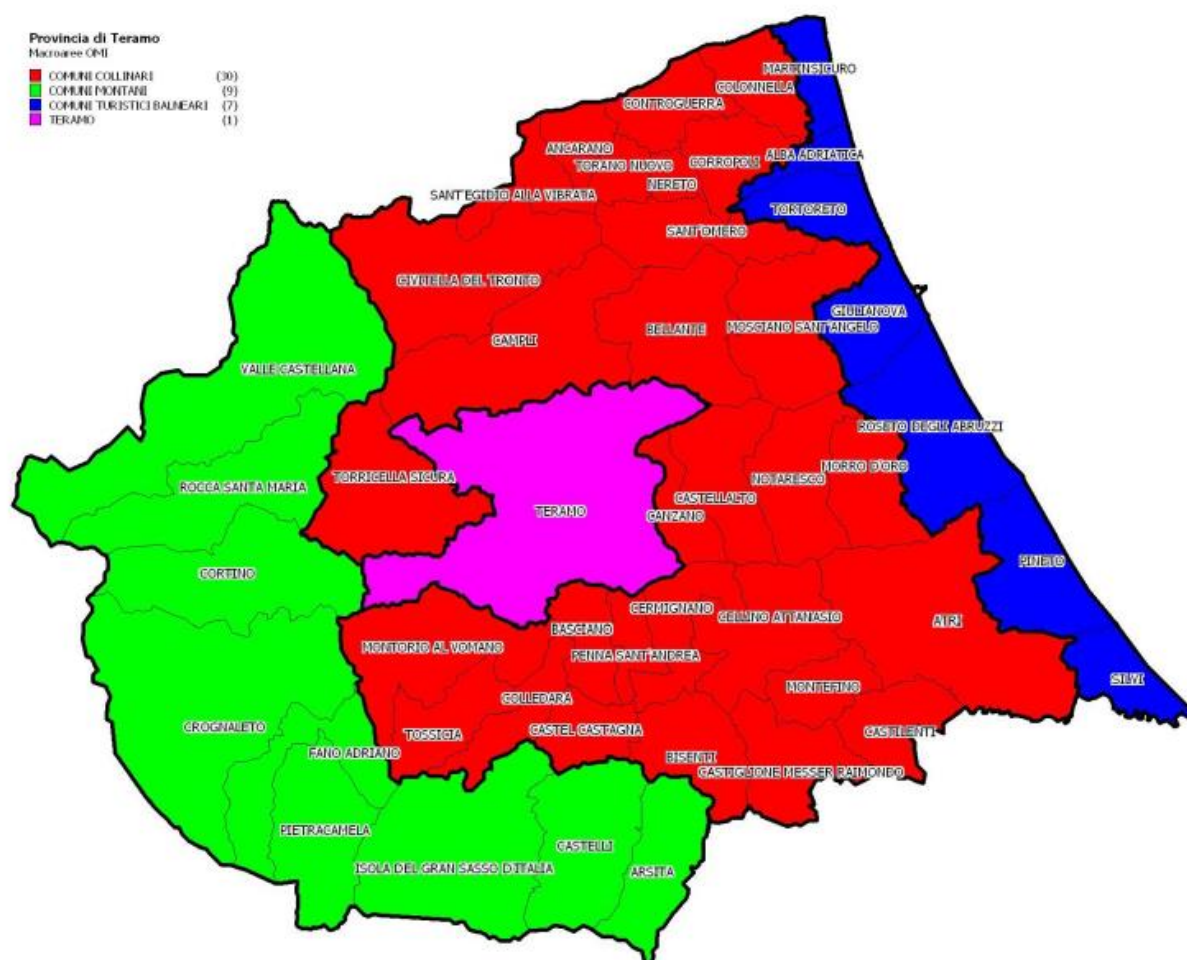 Provincia di Teramo
Macroaree OMI
COMUNI COLLINARI (30)
COMUNI MONTANI (9)
COMUNI TURISTICI BALNEARI (7)
TERAMO (1)
MARTINSICURO
COLONNELLA
CONTROGUERRA
ANCARANO
ALBA ADRIATICA
TORANO NUOVO
CORROPOLI
NERETO
SANT'EGIDIO ALLA VIBRATA
TORTORETO
SANT'OMERO
CIVITELLA DEL TRONTO
GIULIANOVA
BELLANTE
MOSCIANO SANT'ANGELO
CAMPLI
VALLE CASTELLANA
ROSETO DEGLI ABRUZZI
MORRO D'ORO
TORRICELLA SICURA
NOTARESCO
ROCCA SANTA MARIA
CASTELLALTO
TERAMO
CANZANO
PINETO
CORTINO
CERMIGNANO
CELLINO ATTANASIO
ATRI
BASCIANO
MONTORIO AL VOMANO
PENNA SANT'ANDREA
SILVI
MONTEFINO
COLLEDARA
CROGNALETO
CASTEL CASTAGNA
CASTILENTI
TOSSICIA
FANO ADRIANO
BISENTI
CASTIGLIONE MESSER RAIMONDO
PIETRACAMELA
CASTELLI
ISOLA DEL GRAN SASSO D'ITALIA
ARSITA